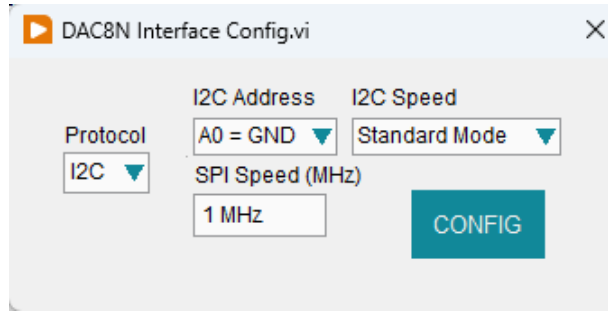 DAC8N Interface Config.vi
I2C Address I2C Speed
Protocol A0 = GND Standard Mode
I2C SPI Speed (MHz)
1 MHz CONFIG